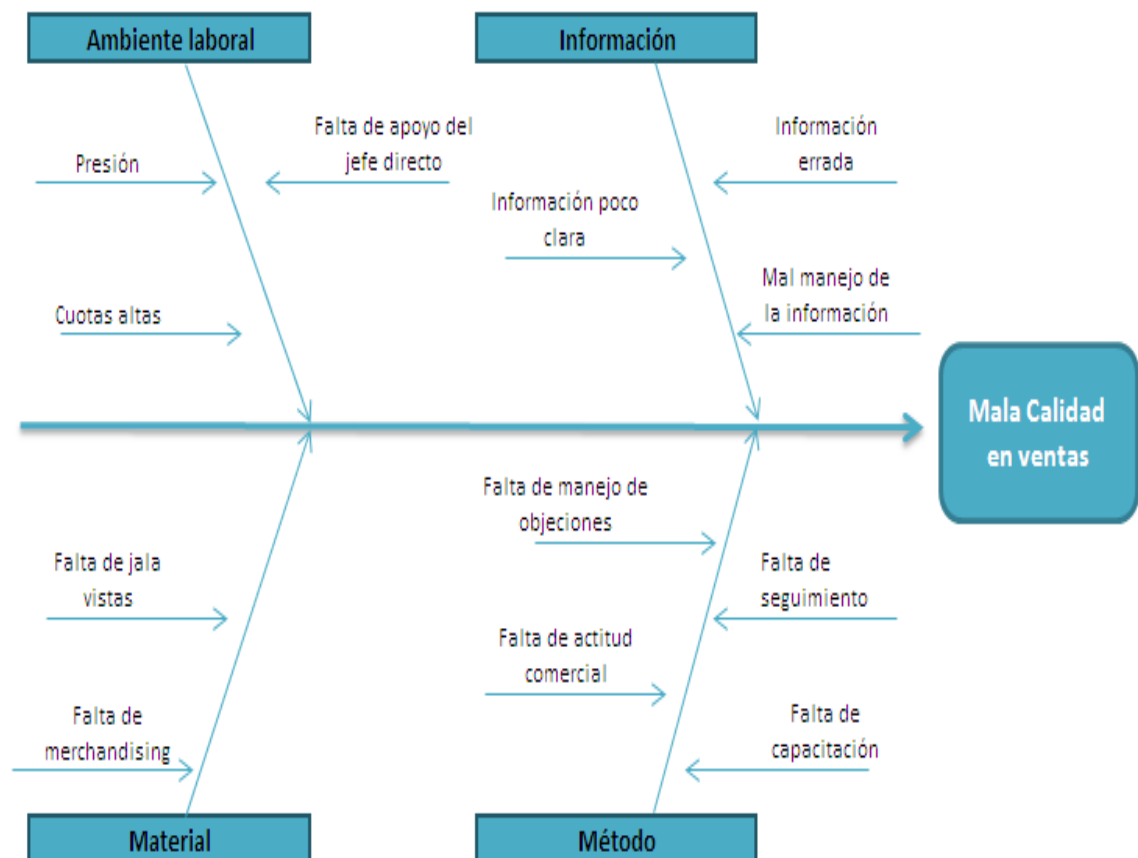 Ambiente laboral
Información
Falta de apoyo del
jefe directo
Presión
Información
errada
Información poco
clara
Cuotas altas
Mal manejo de
la información
Mala Calidad
en ventas
Falta de manejo de
objeciones
Falta de jala
vistas
Falta de
seguimiento
Falta de actitud
comercial
Falta de
merchandising
Falta de
capacitación
Material
Método